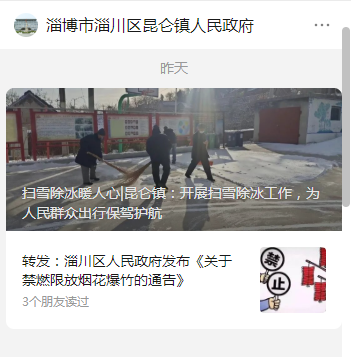 淄博市淄川区昆仑镇人民政府
昨天
扫雪除冰暖人心|昆仑镇：开展扫雪除冰工作，为
人民群众出行保驾护航
转发：淄川区人民政府发布《关于
禁燃限放烟花爆竹的通告》
禁
止
3个朋友读过